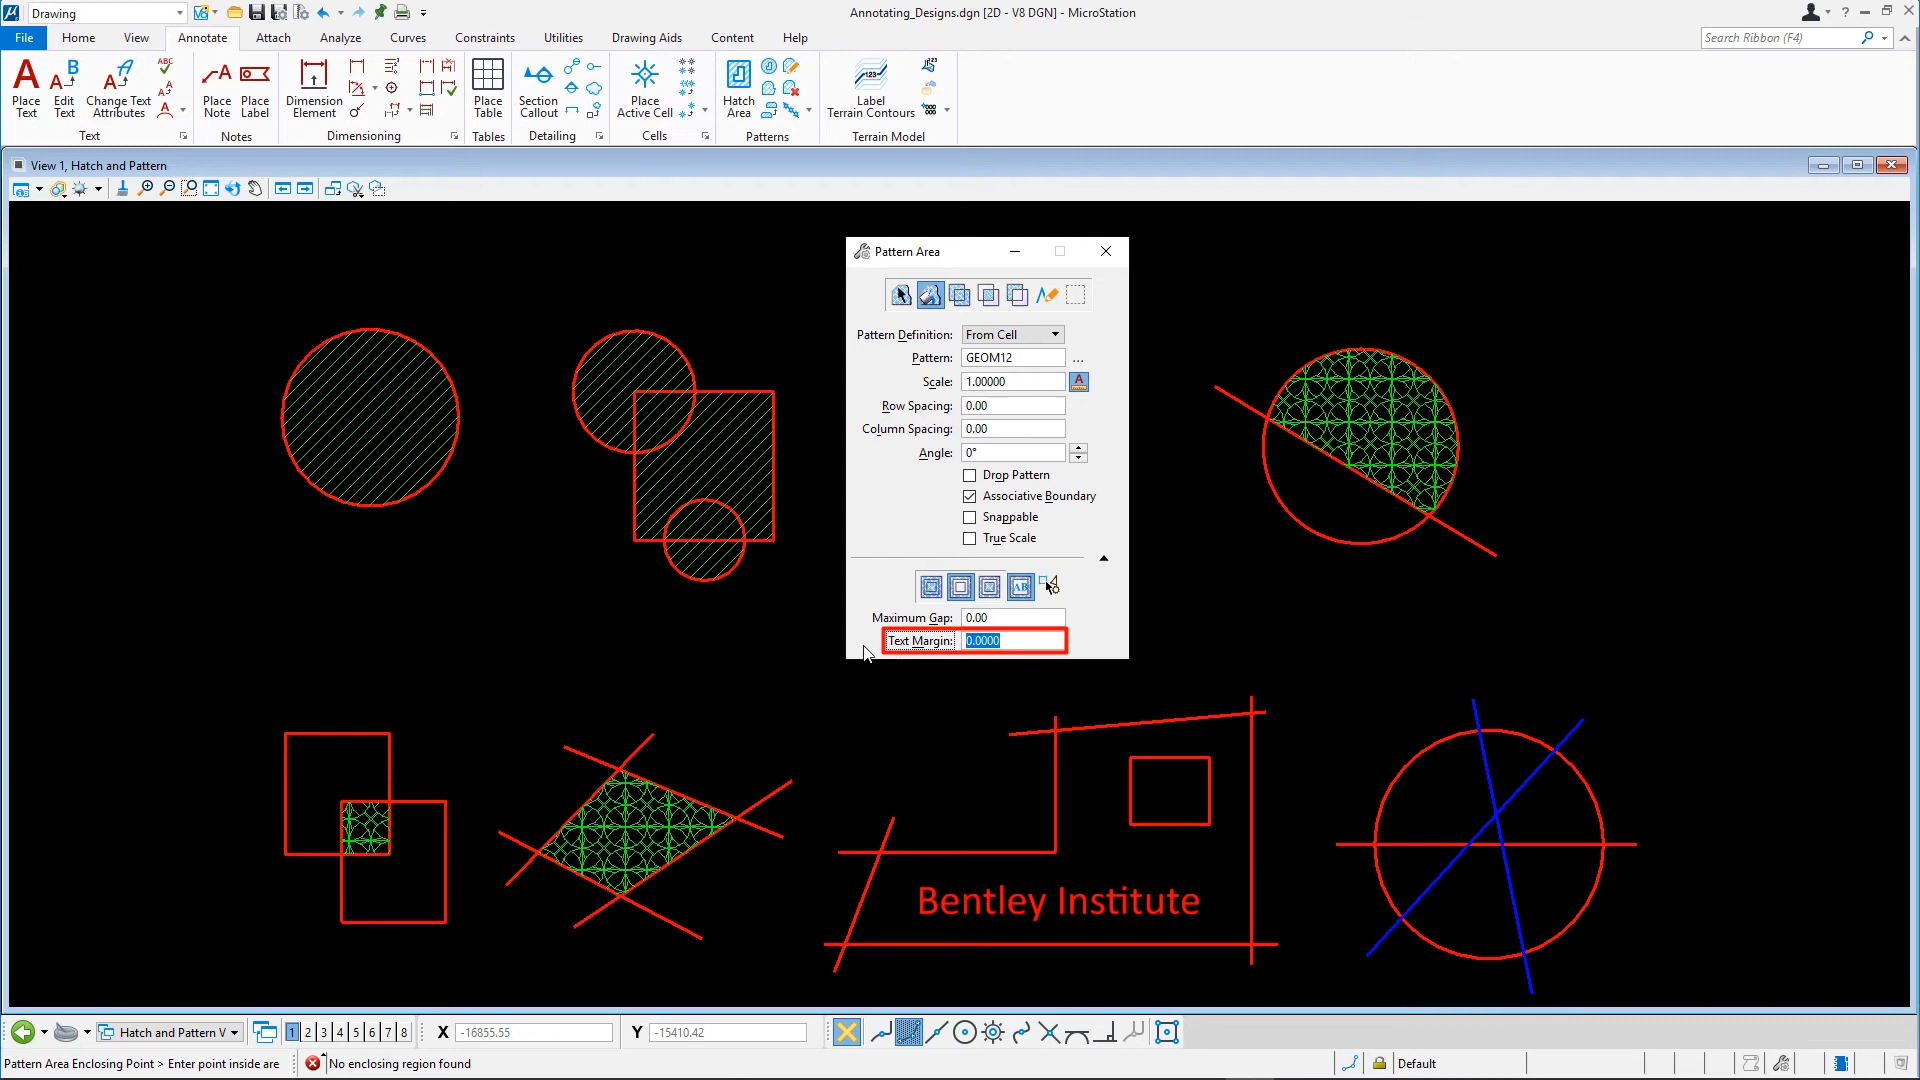 Drawing
Annotating_Designs.dgn [2D - V8 DGN] - MicroStation
File Home View Annotate Attach Analyze Curves Constraints Utilities Drawing Aids Content Help
Search Ribbon (F4)
Place Text
Edit Text
Change Text Attributes
Place Note
Place Label
Dimension Element
Place Table
Section Callout
Place Active Cell
Hatch Area
Label Terrain Contours
Text Notes Dimensioning Tables Detailing Cells Patterns Terrain Model
View 1, Hatch and Pattern
Pattern Area
Pattern Definition: From Cell
Pattern: GEOM12 ...
Scale: 1.00000
Row Spacing: 0.00
Column Spacing: 0.00
Angle: 0°
Drop Pattern
Associative Boundary
Snappable
True Scale
Maximum Gap: 0.00
Text Margin: 0.0000
Bentley Institute
Hatch and Pattern V
1 2 3 4 5 6 7 8
X -16855.55
Y -15410.42
Pattern Area Enclosing Point > Enter point inside are
No enclosing region found
Default